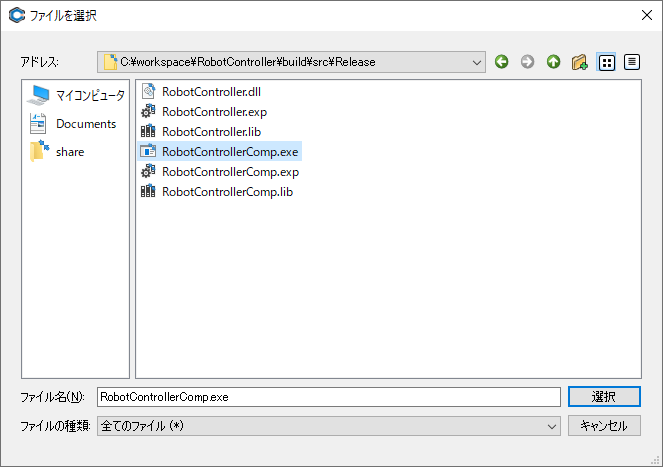 ファイルを選択
アドレス: C:¥workspace¥RobotController¥build¥src¥Release
マイコンピュータ
Documents
share
RobotController.dll
RobotController.exp
RobotController.lib
RobotControllerComp.exe
RobotControllerComp.exp
RobotControllerComp.lib
ファイル名(N): RobotControllerComp.exe 選択
ファイルの種類: 全てのファイル (*) キャンセル